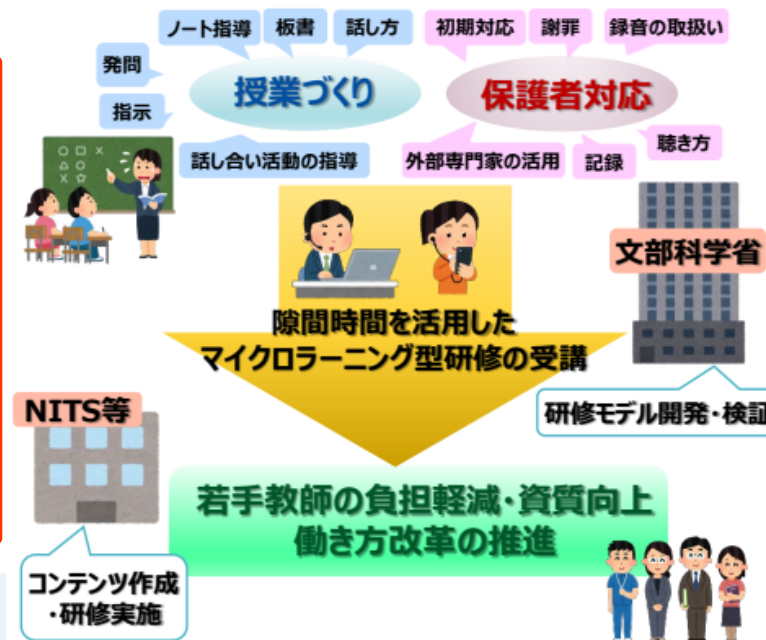 ノート指導
板書
話し方
初期対応
謝罪
録音の取扱い
発問
授業づくり
保護者対応
指示
話し合い活動の指導
外部専門家の活用
記録
聴き方
文部科学省
隙間時間を活用した
マイクロラーニング型研修の受講
NITS等
研修モデル開発・検証
若手教師の負担軽減・資質向上
働き方改革の推進
コンテンツ作成
・研修実施